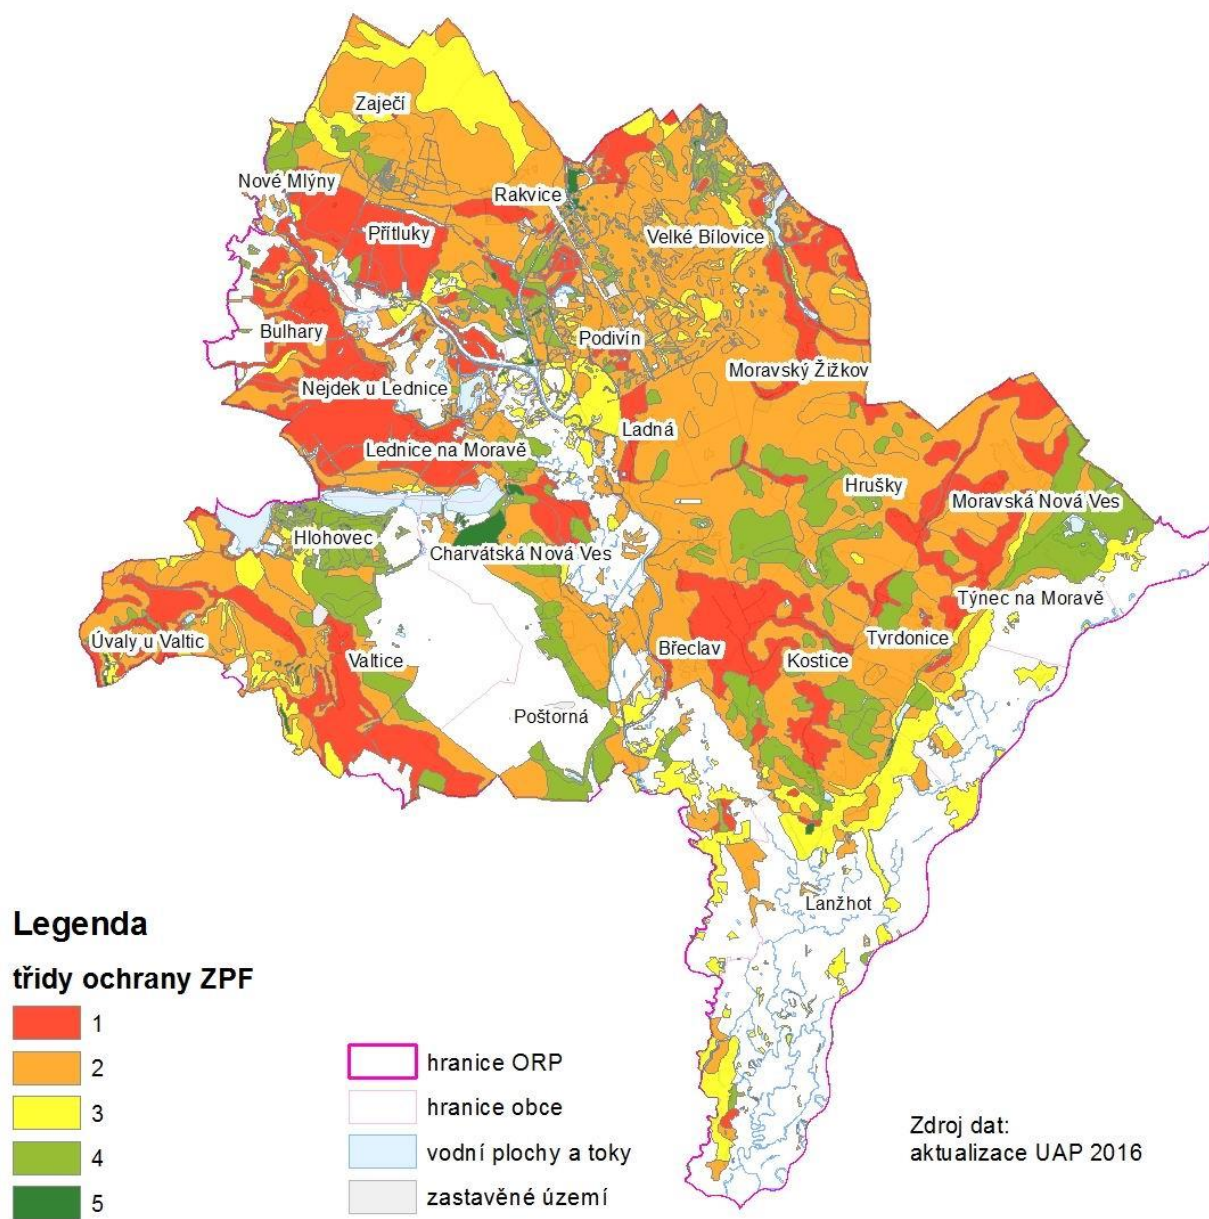 Zaječí
Nové Mlýny
Rakvice
Přítluky
Velké Bílovice
Bulhary
Podivín
Moravský Žižkov
Nejdek u Lednice
Ladná
Lednice na Moravě
Hrušky
Moravská Nová Ves
Hlohovec
Charvátská Nová Ves
Týnec na Moravě
Úvaly u Valtic
Tvrdonice
Břeclav
Valtice
Kostice
Poštorná
Lanžhot
Legenda
třidy ochrany ZPF
1
2
3
4
5
hranice ORP
hranice obce
vodní plochy a toky
zastavěné území
Zdroj dat:
aktualizace UAP 2016